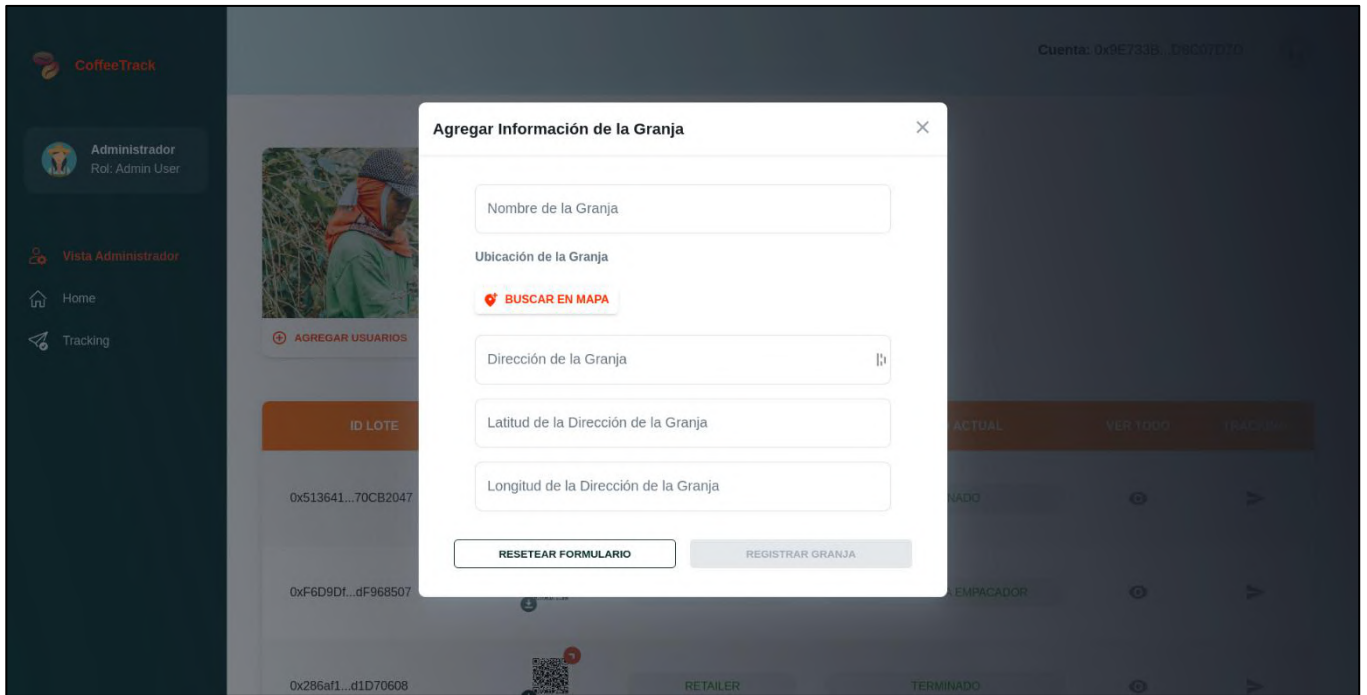 CoffeeTrack
Cuenta: 0x9E733B...D8C07D7D
Administrador
Rol: Admin User
Vista Administrador
Home
Tracking
AGREGAR USUARIOS
Agregar Información de la Granja
Nombre de la Granja
Ubicación de la Granja
BUSCAR EN MAPA
Dirección de la Granja
Latitud de la Dirección de la Granja
Longitud de la Dirección de la Granja
RESETEAR FORMULARIO
REGISTRAR GRANJA
ID LOTE ACTUAL VER TODO
0x513641...70CB2047
0xF6D9Df...dF968507 EMPACADOR
0x286af1...d1D70608 RETAILER TERMINADO